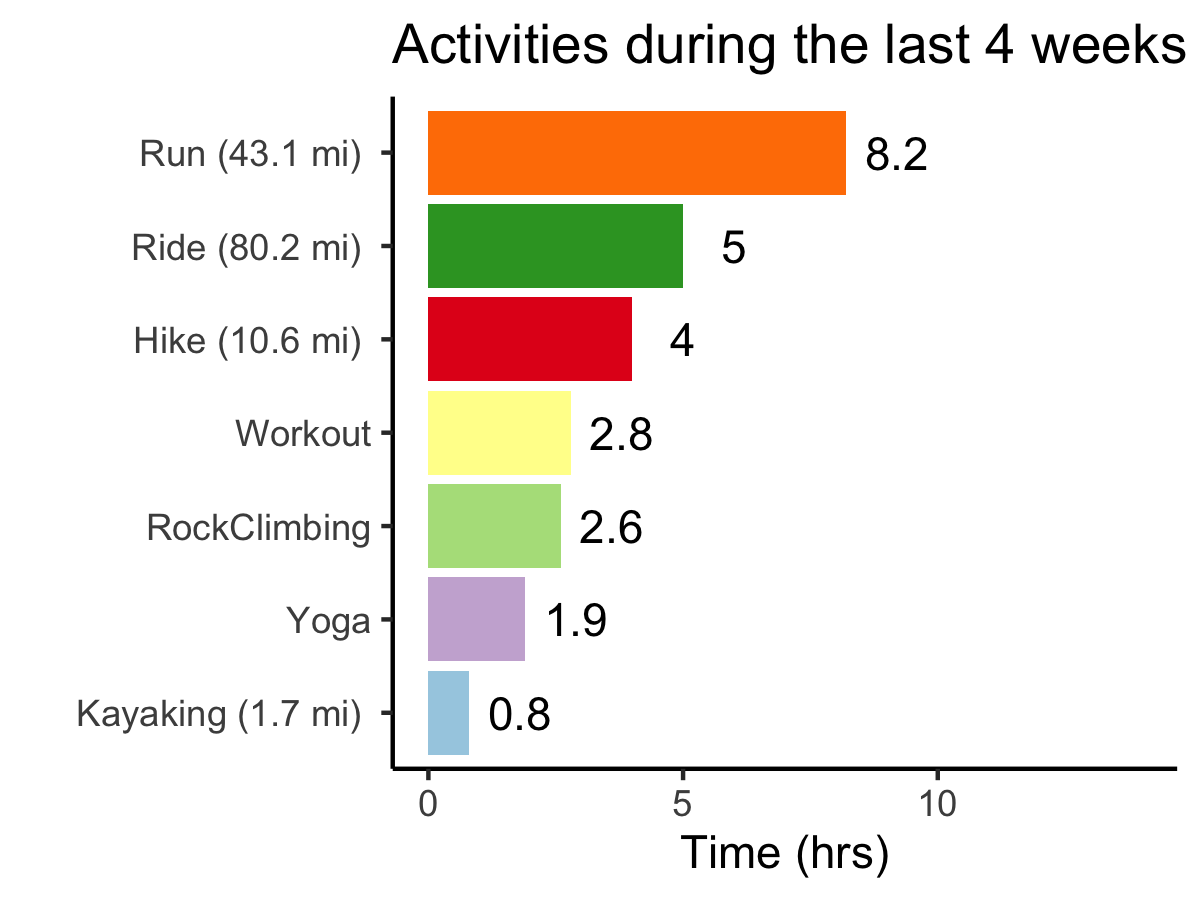 Activities during the last 4 weeks
Run (43.1 mi) 8.2
Ride (80.2 mi) 5
Hike (10.6 mi) 4
Workout 2.8
RockClimbing 2.6
Yoga 1.9
Kayaking (1.7 mi) 0.8
0 5 10
Time (hrs)